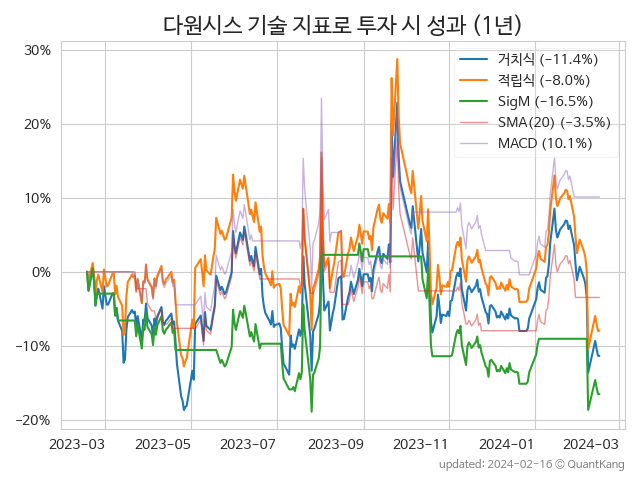 다원시스 기술 지표로 투자 시 성과 (1년)
30%
20%
10%
0%
−10%
−20%
거치식 (−11.4%)
적립식 (−8.0%)
SigM (−16.5%)
SMA(20) (−3.5%)
MACD (10.1%)
2023-03
2023-05
2023-07
2023-09
2023-11
2024-01
2024-03
updated: 2024-02-16 © QuantKang